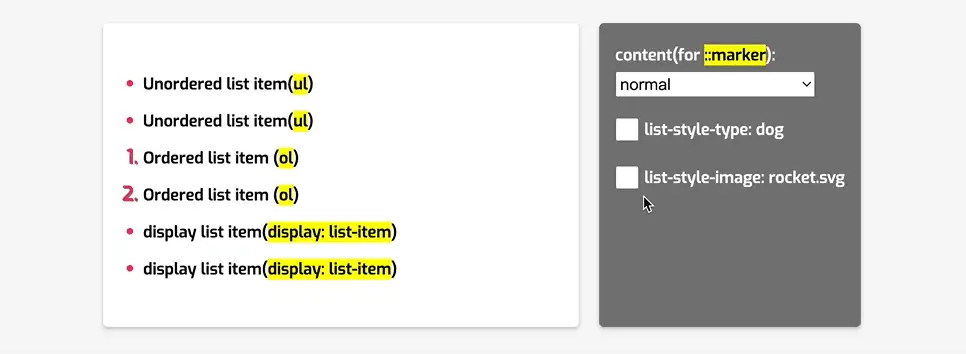 Unordered list item(ul)
Unordered list item(ul)
1. Ordered list item (ol)
2. Ordered list item (ol)
display list item(display: list-item)
display list item(display: list-item)
content(for ::marker):
normal
list-style-type: dog
list-style-image: rocket.svg